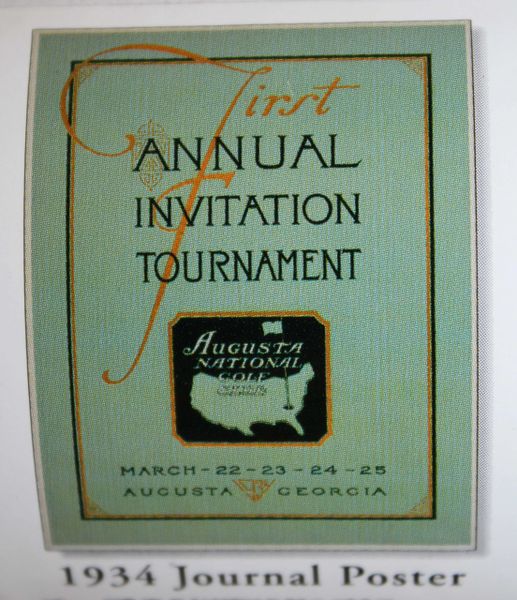 First
ANNUAL
INVITATION
TOURNAMENT
AUGUSTA
NATIONAL
GOLF
MARCH - 22 - 23 - 24 - 25
AUGUSTA GEORGIA
1934 Journal Poster